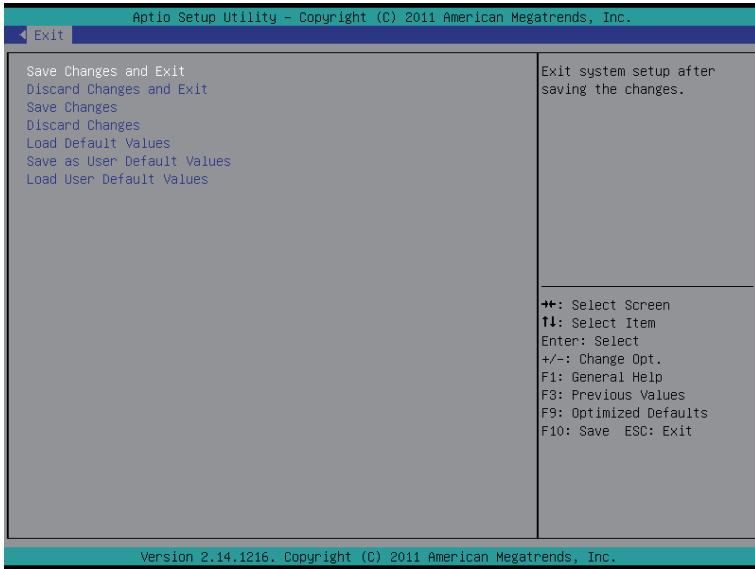 Aptio Setup Utility – Copyright (C) 2011 American Megatrends, Inc.
Exit
Save Changes and Exit
Discard Changes and Exit
Save Changes
Discard Changes
Load Default Values
Save as User Default Values
Load User Default Values
Exit system setup after
saving the changes.
→←: Select Screen
↑↓: Select Item
Enter: Select
+/-: Change Opt.
F1: General Help
F3: Previous Values
F9: Optimized Defaults
F10: Save ESC: Exit
Version 2.14.1216. Copyright (C) 2011 American Megatrends, Inc.